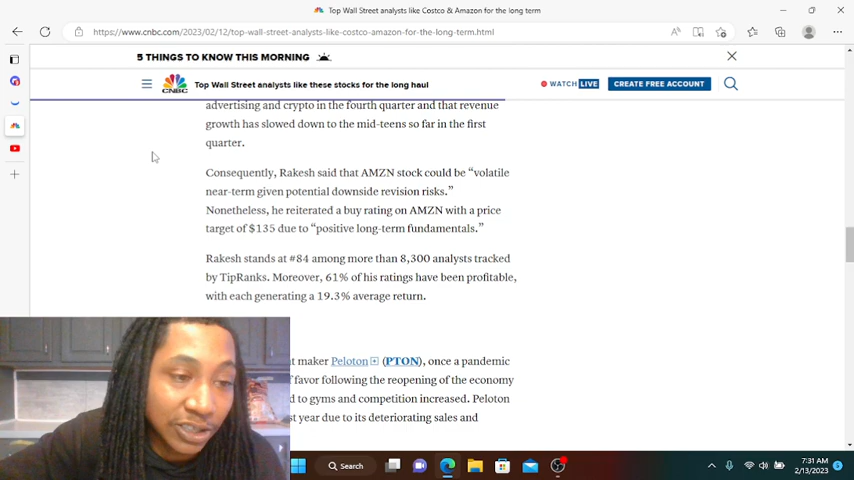 Top Wall Street analysts like Costco & Amazon for the long term
https://www.cnbc.com/2023/02/12/top-wall-street-analysts-like-costco-amazon-for-the-long-term.html
5 THINGS TO KNOW THIS MORNING
CNBC
Top Wall Street analysts like these stocks for the long haul
WATCH LIVE
CREATE FREE ACCOUNT
advertising and crypto in the fourth quarter and that revenue
growth has slowed down to the mid-teens so far in the first
quarter.
Consequently, Rakesh said that AMZN stock could be “volatile
near-term given potential downside revision risks.”
Nonetheless, he reiterated a buy rating on AMZN with a price
target of $135 due to “positive long-term fundamentals.”
Rakesh stands at #84 among more than 8,300 analysts tracked
by TipRanks. Moreover, 61% of his ratings have been profitable,
with each generating a 19.3% average return.
t maker Peloton (PTON), once a pandemic
f favor following the reopening of the economy
d to gyms and competition increased. Peloton
st year due to its deteriorating sales and
Search
7:31 AM
2/13/2023